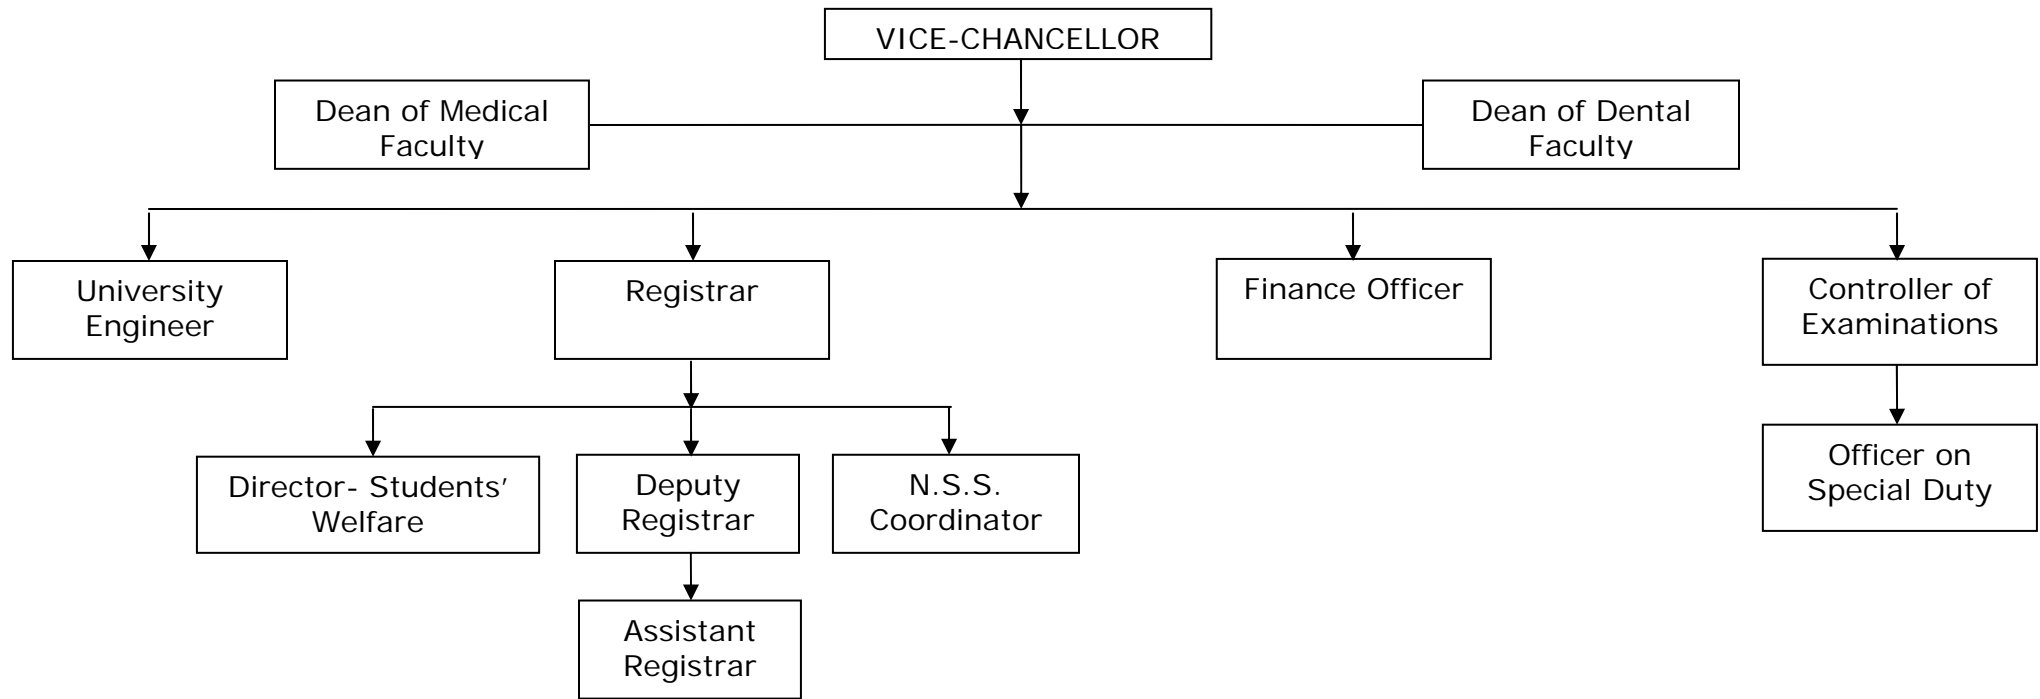 VICE-CHANCELLOR
Dean of Medical
Faculty
Dean of Dental
Faculty
University
Engineer
Registrar
Finance Officer
Controller of
Examinations
Director- Students’
Welfare
Deputy
Registrar
N.S.S.
Coordinator
Officer on
Special Duty
Assistant
Registrar